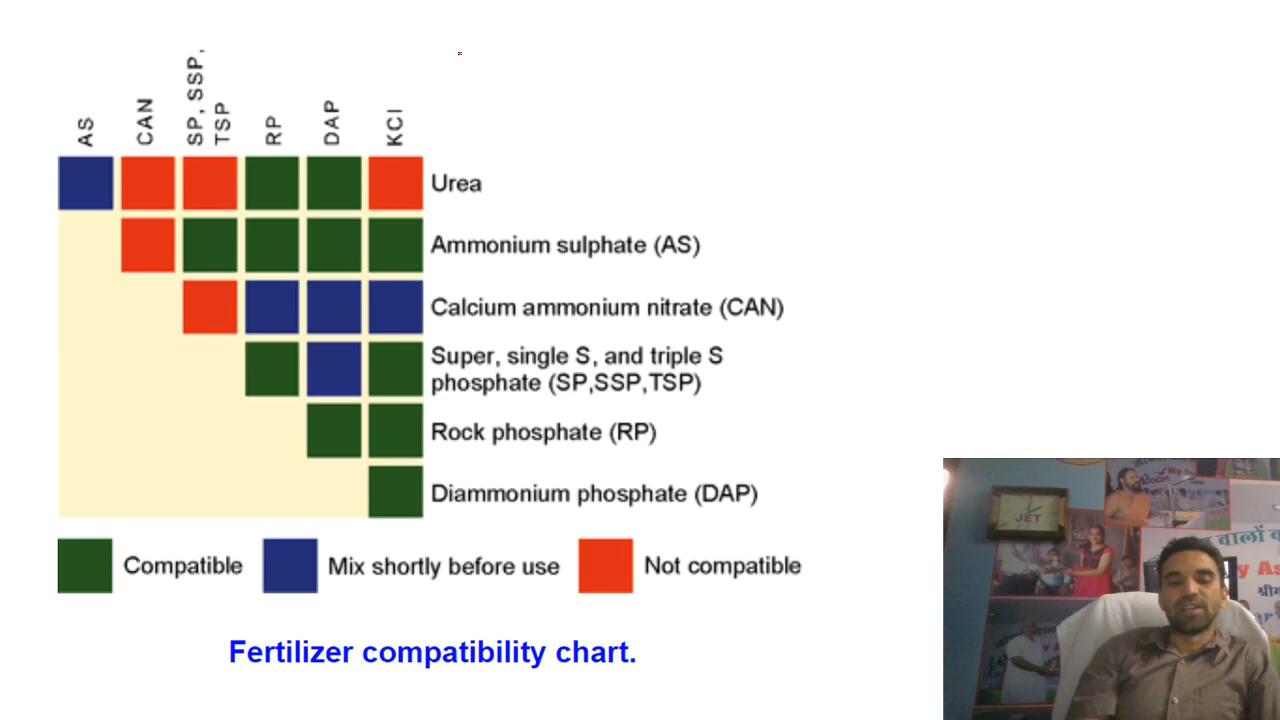 AS
CAN
SP, SSP,
TSP
RP
DAP
KCl
Urea
Ammonium sulphate (AS)
Calcium ammonium nitrate (CAN)
Super, single S, and triple S
phosphate (SP,SSP,TSP)
Rock phosphate (RP)
Diammonium phosphate (DAP)
Compatible
Mix shortly before use
Not compatible
Fertilizer compatibility chart.
JET
वालों